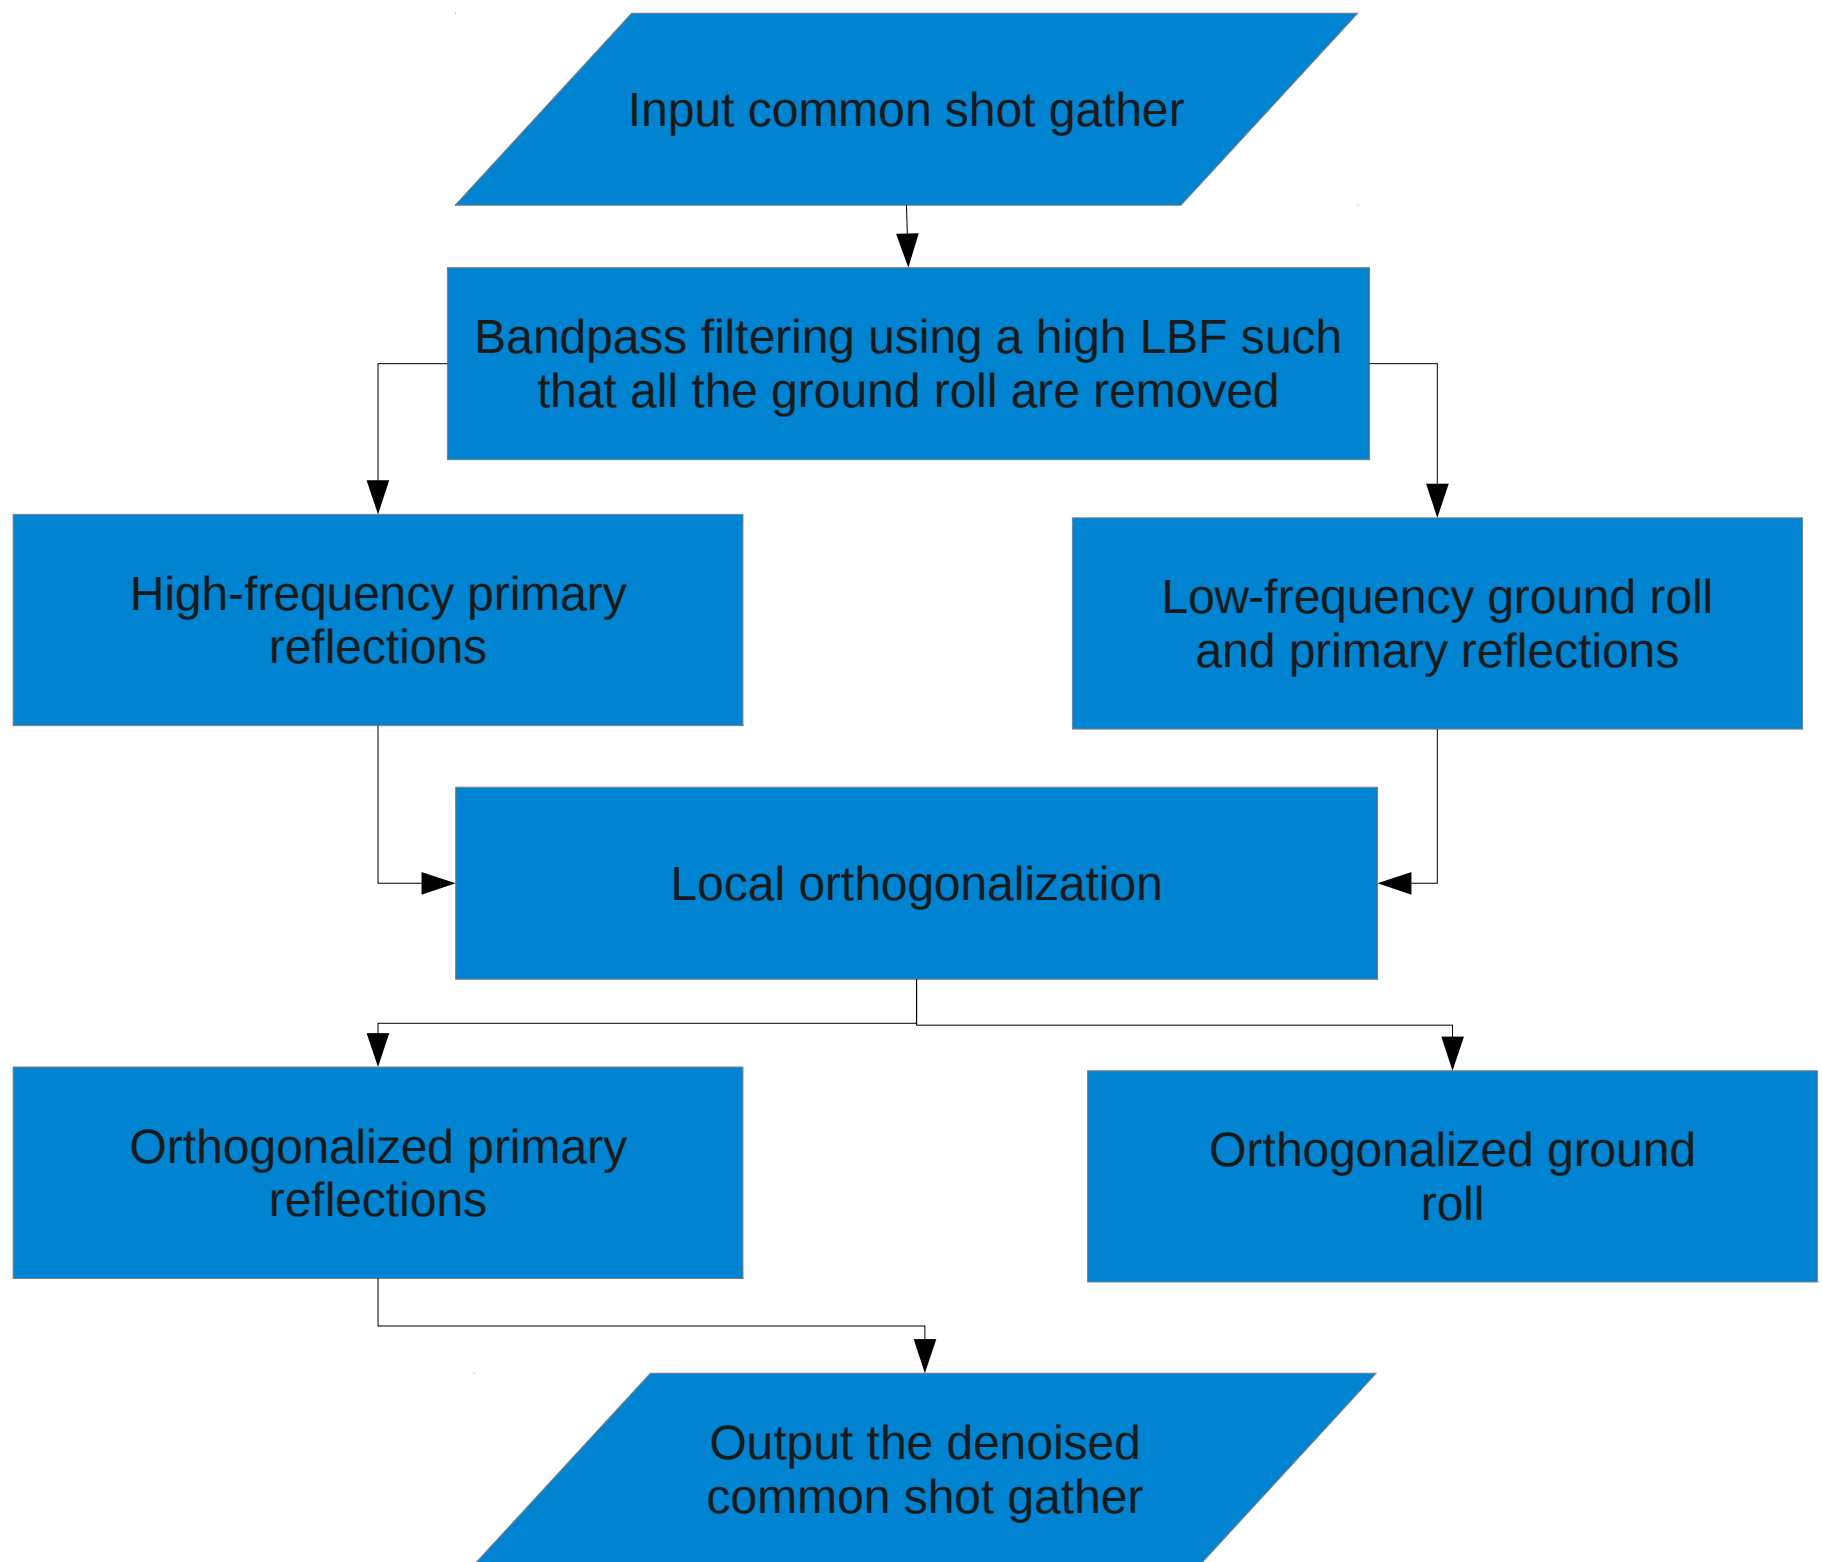 Input common shot gather
Bandpass filtering using a high LBF such
that all the ground roll are removed
High-frequency primary
reflections
Low-frequency ground roll
and primary reflections
Local orthogonalization
Orthogonalized primary
reflections
Orthogonalized ground
roll
Output the denoised
common shot gather